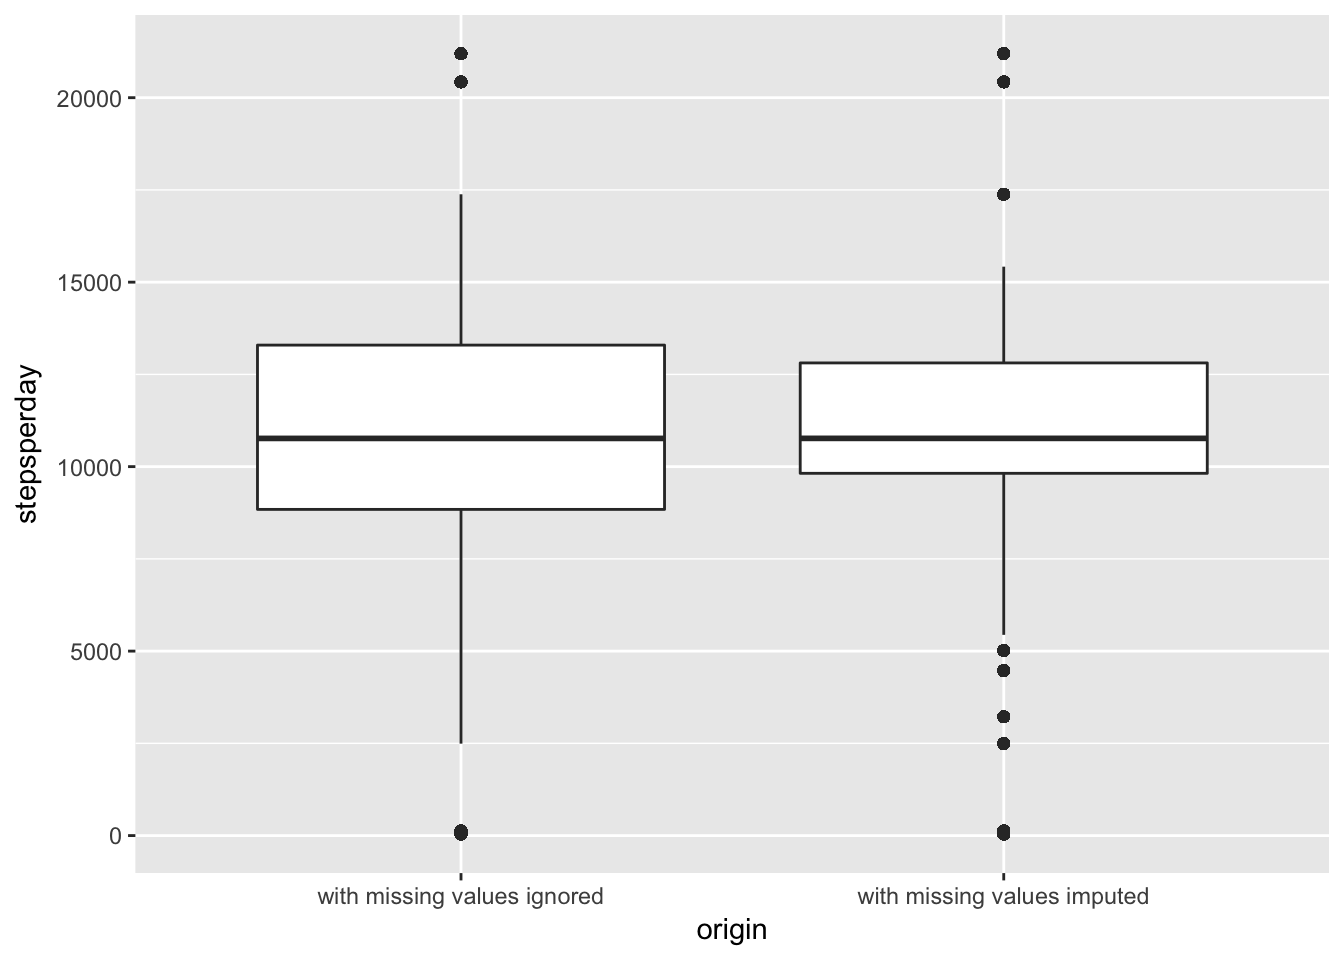 20000
15000
10000
5000
0
stepsperday
with missing values ignored
with missing values imputed
origin